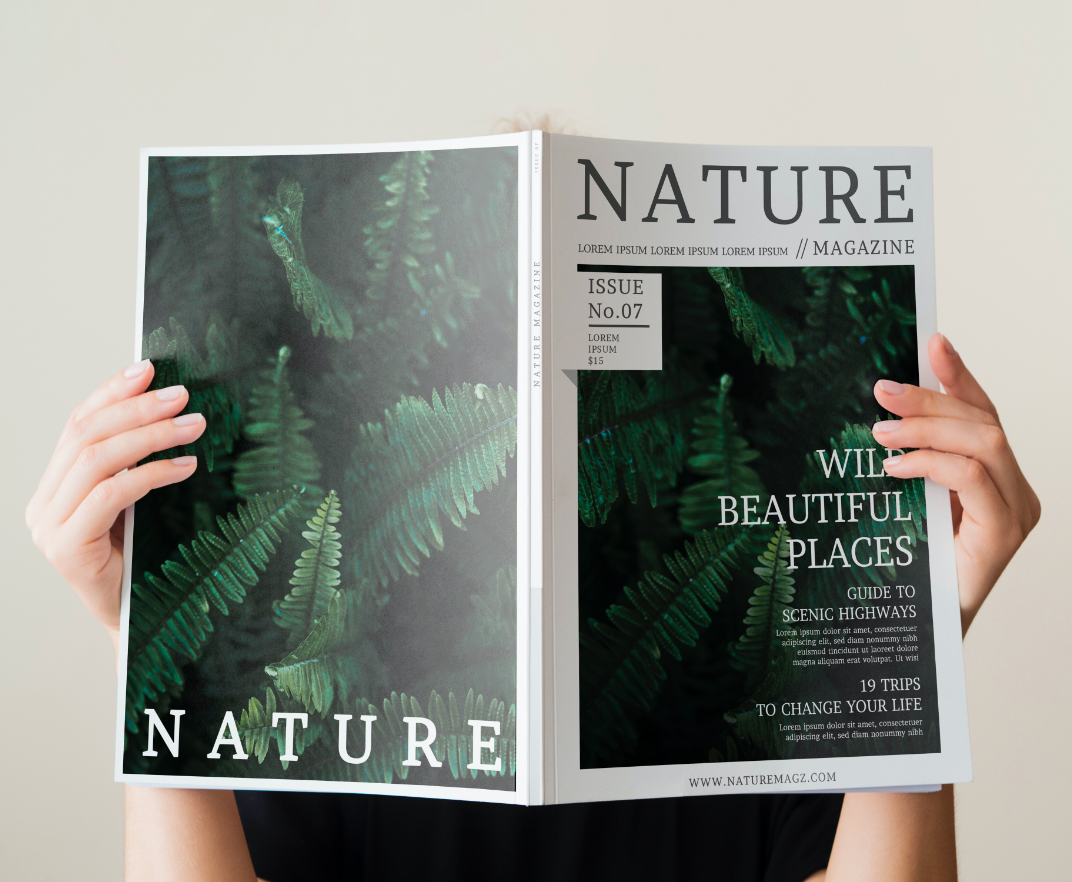 NATURE
NATURE MAGAZINE
NATURE
LOREM IPSUM LOREM IPSUM LOREM IPSUM // MAGAZINE
ISSUE
No.07
LOREM
IPSUM
$15
WILD
BEAUTIFUL
PLACES
GUIDE TO
SCENIC HIGHWAYS
Lorem ipsum dolor sit amet, consectetuer
adipiscing elit, sed diam nonummy nibh
euismod tincidunt ut laoreet dolore
magna aliquam erat volutpat. Ut wisi
19 TRIPS
TO CHANGE YOUR LIFE
Lorem ipsum dolor sit amet, consectetuer
adipiscing elit, sed diam nonummy nibh
WWW.NATUREMAGZ.COM